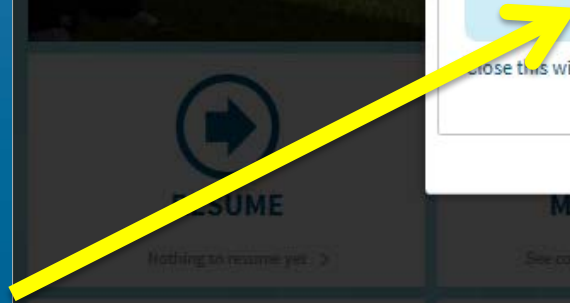 Close this wi
RESUME
M
Nothing to resume yet >
See co